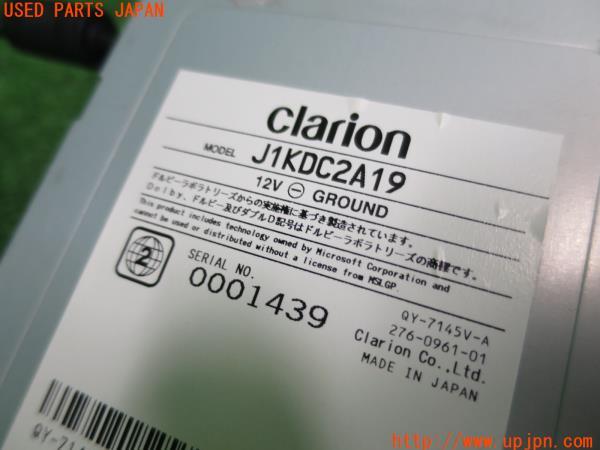 USED PARTS JAPAN
clarion
MODEL J1KDC2A19
12V ⊖ GROUND
ドルビーラボラトリーズからの実施権に基づき製造されています。
Dolby、ドルビー及びダブルD記号はドルビーラボラトリーズの商標です。
This product includes technology owned by Microsoft Corporation and
cannot be used or distributed without a license from MSLGP.
2
SERIAL NO.
0001439
QY-7145V-A
276-0961-01
Clarion Co.,Ltd.
MADE IN JAPAN
http://www.upjpn.com